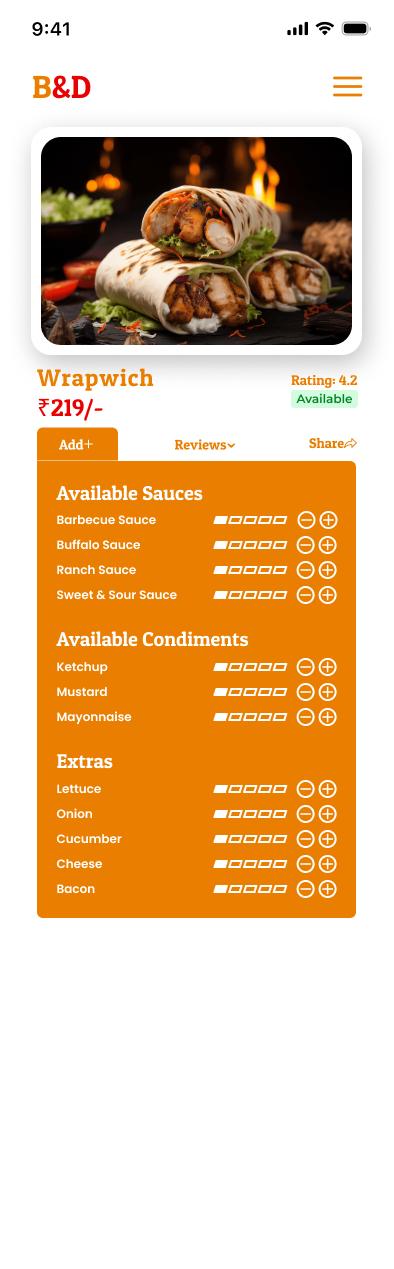 9:41
B&D
Wrapwich
Rating: 4.2
₹219/-
Available
Add+
Reviews
Share
Available Sauces
Barbecue Sauce
Buffalo Sauce
Ranch Sauce
Sweet & Sour Sauce
Available Condiments
Ketchup
Mustard
Mayonnaise
Extras
Lettuce
Onion
Cucumber
Cheese
Bacon